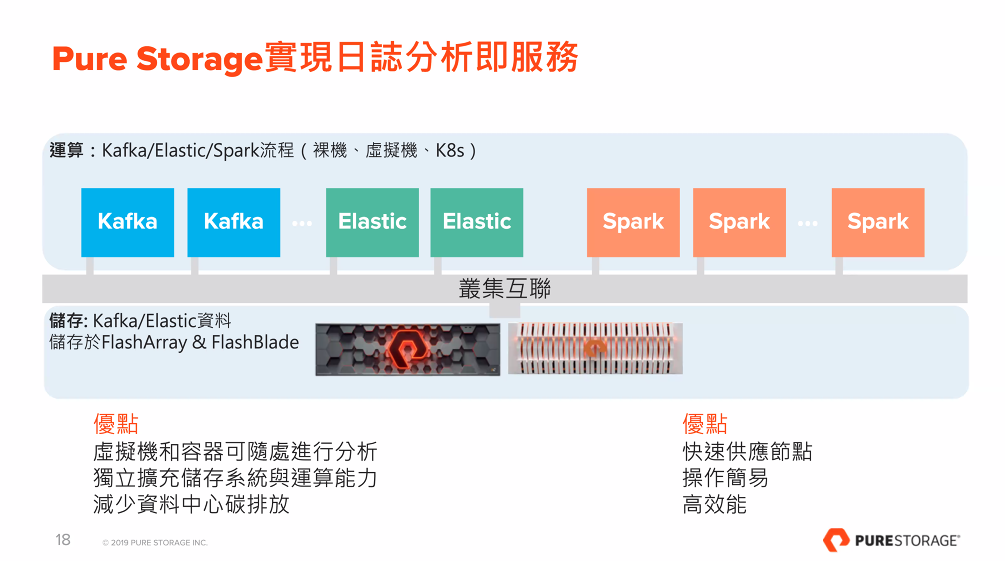 Pure Storage實現日誌分析即服務
運算：Kafka/Elastic/Spark流程（裸機、虛擬機、K8s）
Kafka
Kafka
...
Elastic
Elastic
Spark
Spark
...
Spark
叢集互聯
儲存: Kafka/Elastic資料
儲存於FlashArray & FlashBlade
優點
虛擬機和容器可隨處進行分析
獨立擴充儲存系統與運算能力
減少資料中心碳排放
優點
快速供應節點
操作簡易
高效能
18
© 2019 PURE STORAGE INC.
PURESTORAGE®